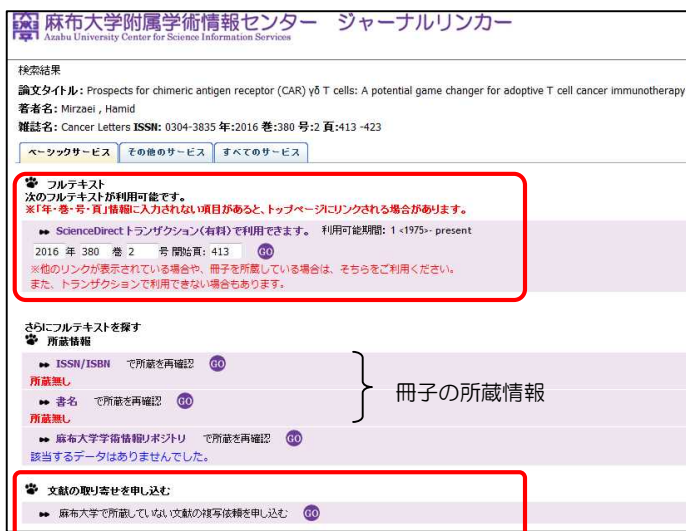 麻布大学附属学術情報センター ジャーナルリンカー
Azabu University Center for Science Information Services
検索結果
論文タイトル: Prospects for chimeric antigen receptor (CAR) γδ T cells: A potential game changer for adoptive T cell cancer immunotherapy
著者名: Mirzaei , Hamid
雑誌名: Cancer Letters ISSN: 0304-3835 年:2016 巻:380 号:2 頁:413 -423
ベーシックサービス その他のサービス すべてのサービス
フルテキスト
次のフルテキストが利用可能です。
※「年・巻・号・頁」情報に入力されない項目があると、トップページにリンクされる場合があります。
ScienceDirect トランザクション(有料)で利用できます。 利用可能期間: 1 <1975>- present
2016 年 380 巻 2 号 開始頁: 413 GO
※他のリンクが表示されている場合や、冊子を所蔵している場合は、そちらをご利用ください。
また、トランザクションで利用できない場合もあります。
さらにフルテキストを探す
所蔵情報
ISSN/ISBN で所蔵を再確認 GO
所蔵無し
書名 で所蔵を再確認 GO
所蔵無し
冊子の所蔵情報
麻布大学学術情報リポジトリ で所蔵を再確認 GO
該当するデータはありませんでした。
文献の取り寄せを申し込む
麻布大学で所蔵していない文献の複写依頼を申し込む GO